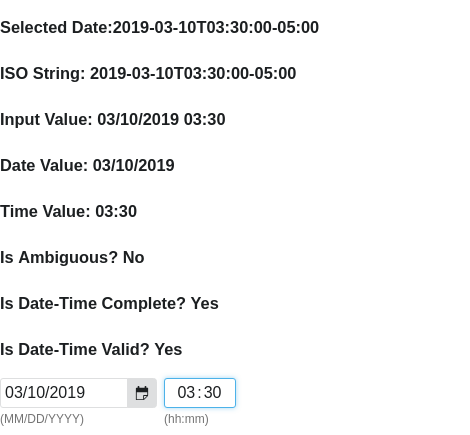 Selected Date:2019-03-10T03:30:00-05:00
ISO String: 2019-03-10T03:30:00-05:00
Input Value: 03/10/2019 03:30
Date Value: 03/10/2019
Time Value: 03:30
Is Ambiguous? No
Is Date-Time Complete? Yes
Is Date-Time Valid? Yes
03/10/2019 03:30
(MM/DD/YYYY) (hh:mm)